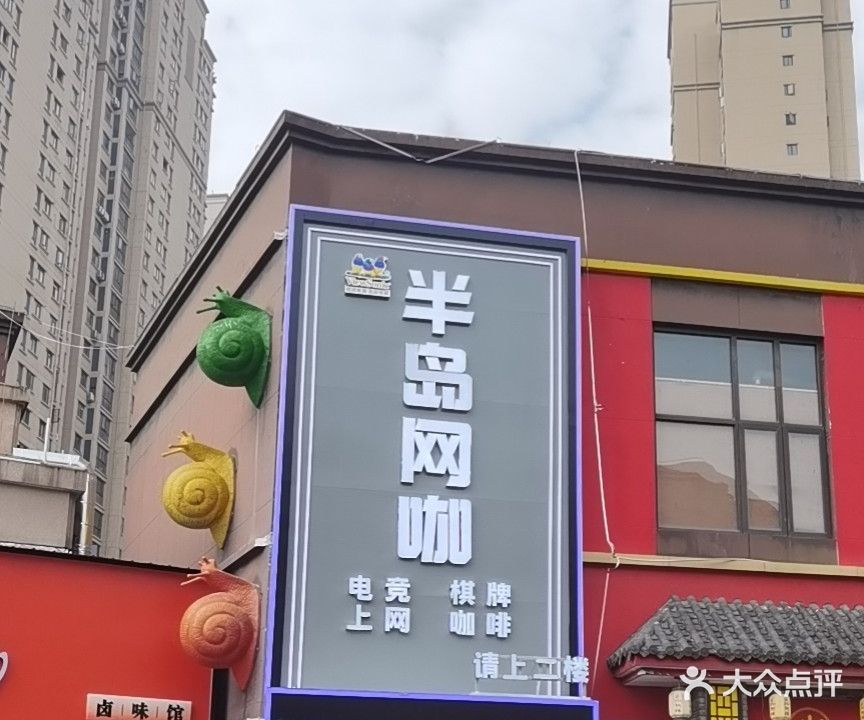 ViewSonic
半岛网咖
电竞 棋牌
上网 咖啡
请上二楼
卤味馆
大众点评